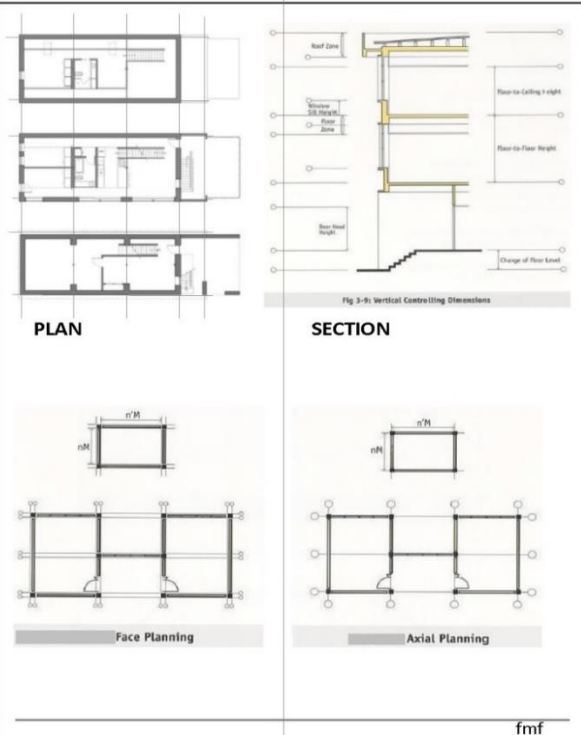 Roof Zone
Floor-to-Ceiling Height
Window
Sill Height
Floor
Zone
Floor-to-Floor Height
Door Head
Height
Change of Floor Level
Fig 3-9: Vertical Controlling Dimensions
PLAN
SECTION
n'M
nM
n'M
nM
Face Planning
Axial Planning
fmf